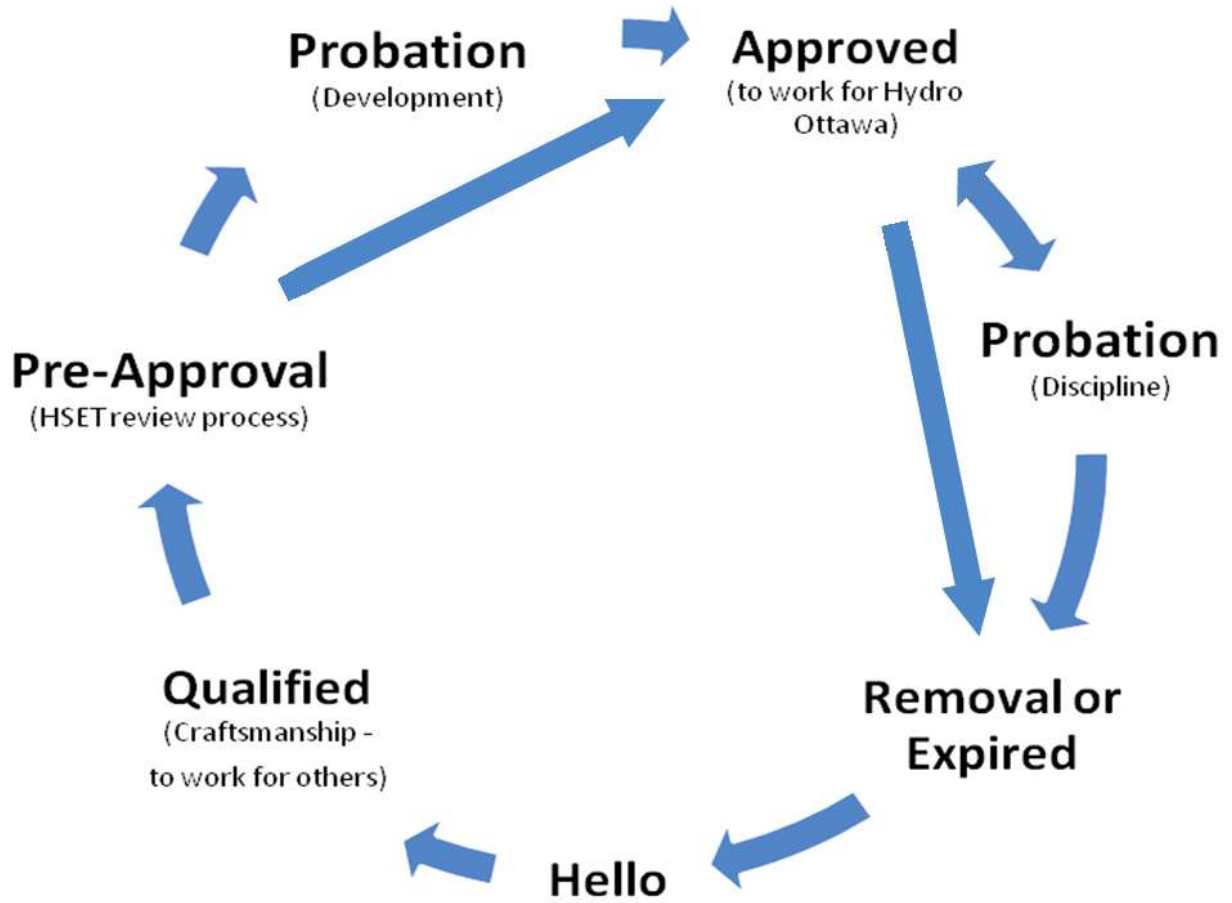 Probation
(Development)
Approved
(to work for Hydro
Ottawa)
Probation
(Discipline)
Pre-Approval
(HSET review process)
Qualified
(Craftsmanship -
to work for others)
Removal or
Expired
Hello